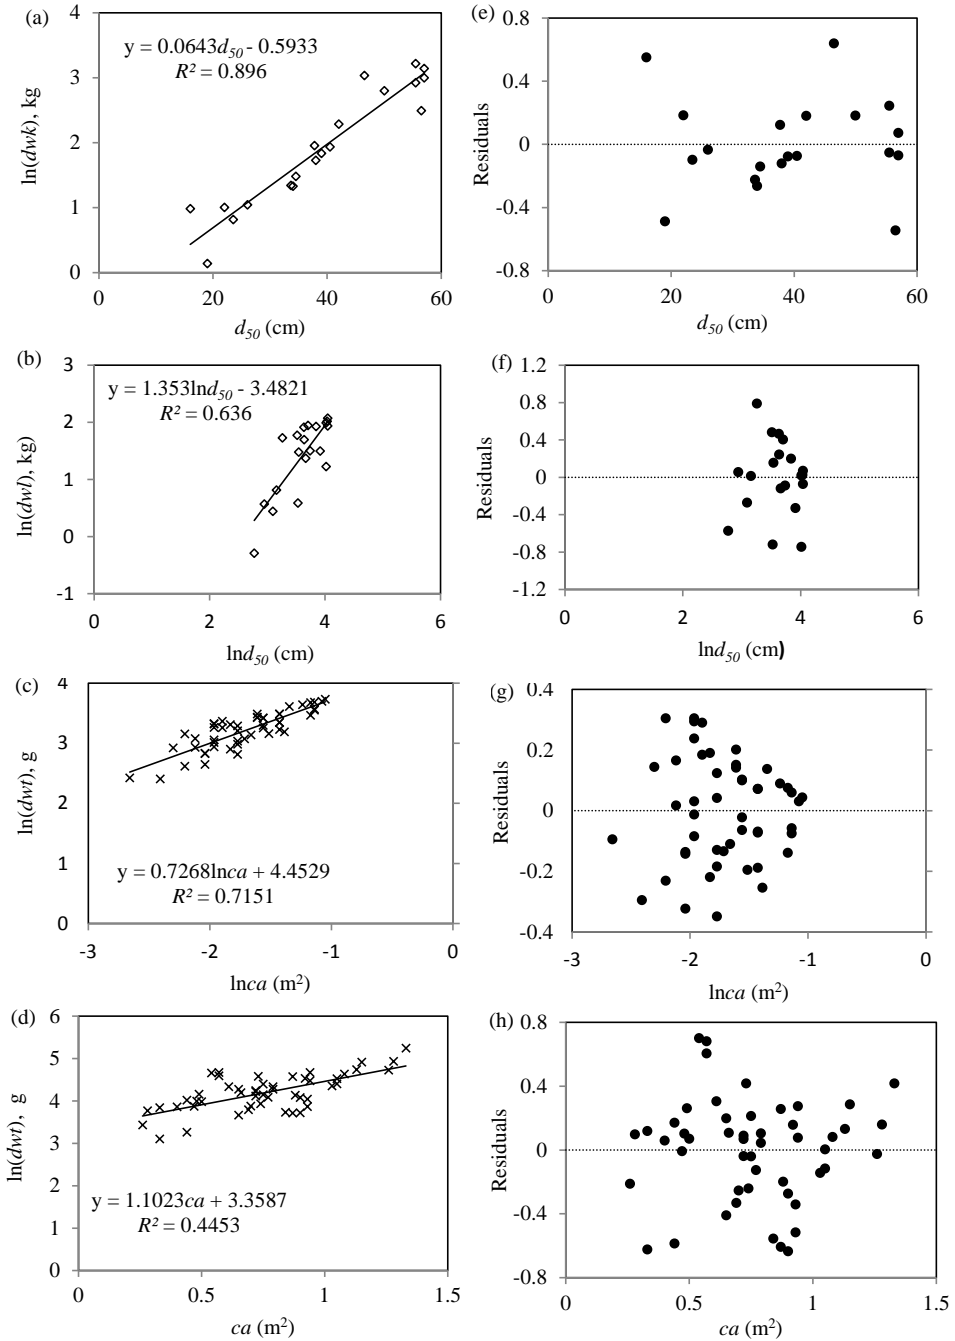 (a)
4
3
2
1
0
ln(dwk), kg
y = 0.0643d50 - 0.5933
R² = 0.896
0 20 40 60
d50 (cm)
(e)
0.8
0.4
0
-0.4
-0.8
Residuals
0 20 40 60
d50 (cm)
(b)
3
2
1
0
-1
ln(dwl), kg)
y = 1.353lnd50 - 3.4821
R² = 0.636
0 2 4 6
lnd50 (cm)
(f)
1.2
0.8
0.4
0
-0.4
-0.8
-1.2
Residuals
0 2 4 6
lnd50 (cm)
(c)
4
3
2
1
0
ln(dwt), g
y = 0.7268lnca + 4.4529
R² = 0.7151
-3 -2 -1 0
lnca (m²)
(g)
0.4
0.2
0
-0.2
-0.4
Residuals
-3 -2 -1 0
lnca (m²)
(d)
6
5
4
3
2
1
0
ln(dwt), g
y = 1.1023ca + 3.3587
R² = 0.4453
0 0.5 1 1.5
ca (m²)
(h)
0.8
0.4
0
-0.4
-0.8
Residuals
0 0.5 1 1.5
ca (m²)